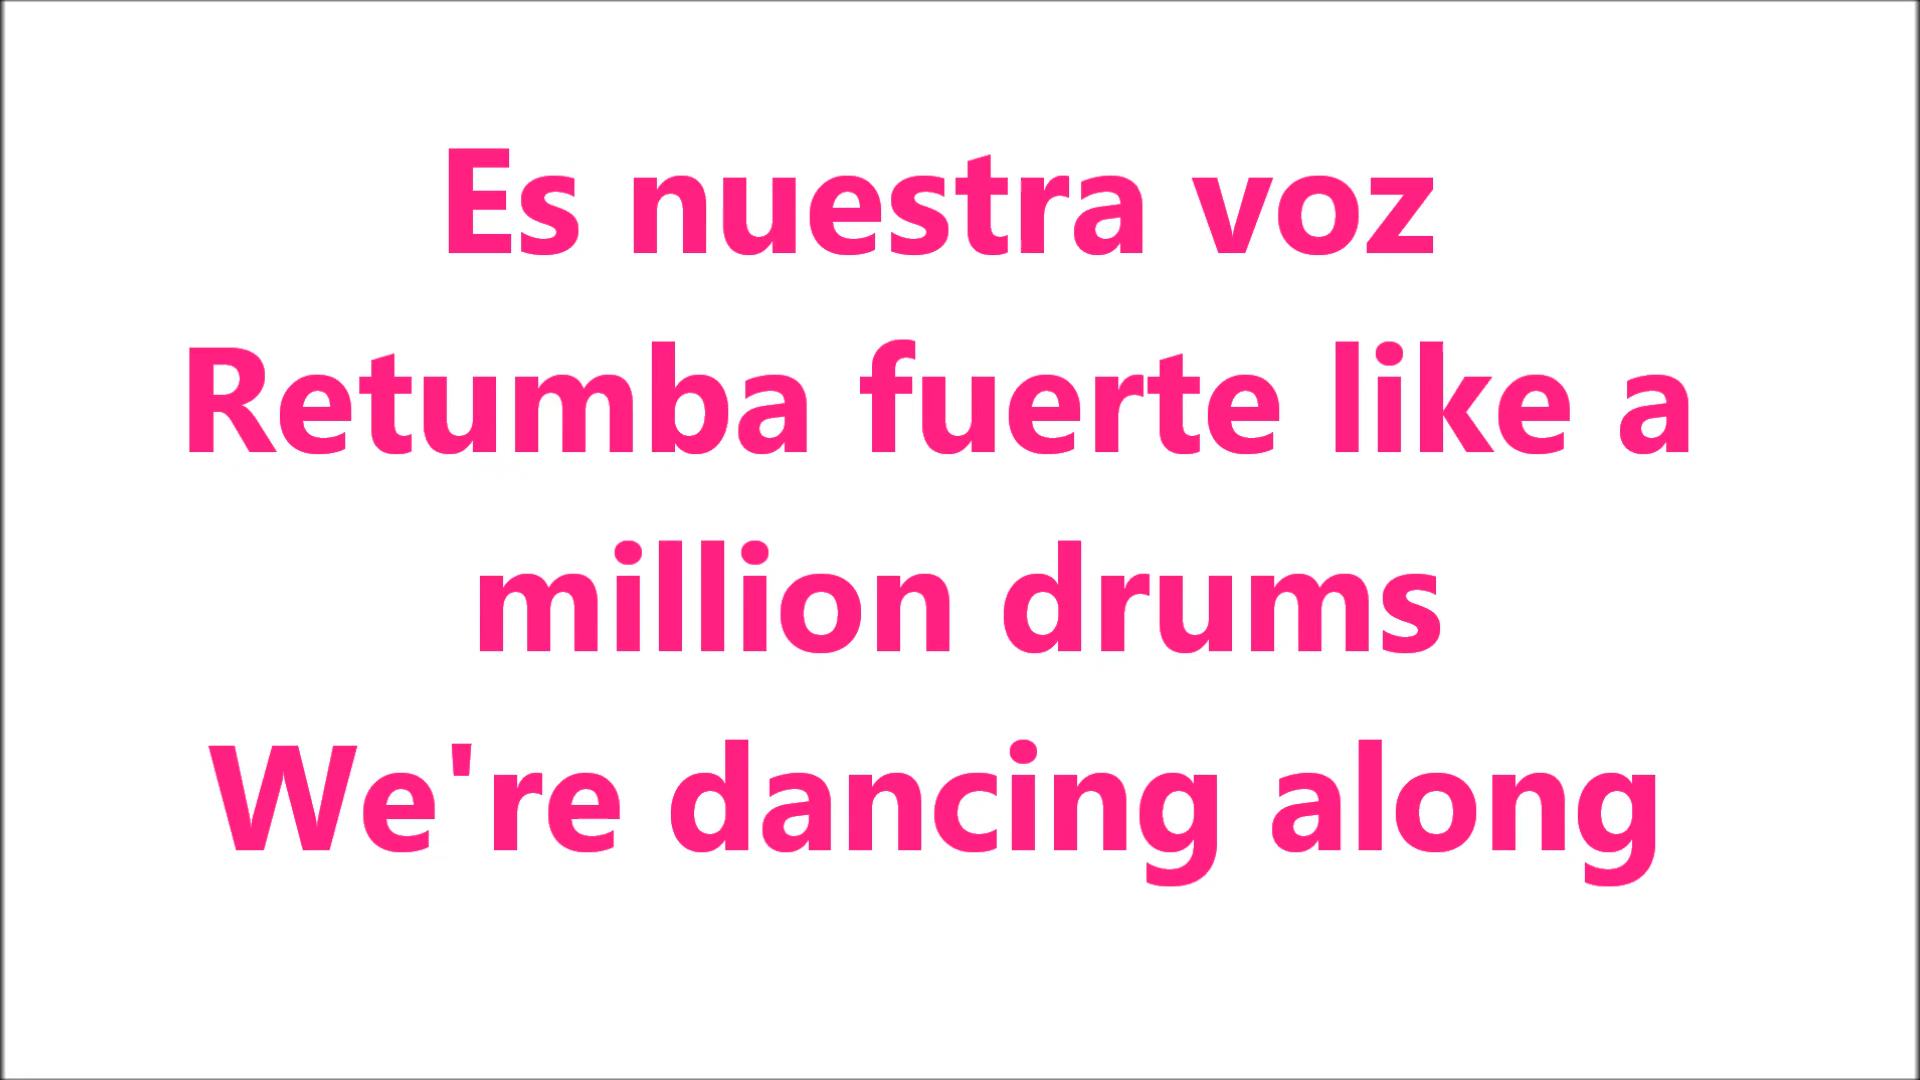 Es nuestra voz
Retumba fuerte like a
million drums
We're dancing along